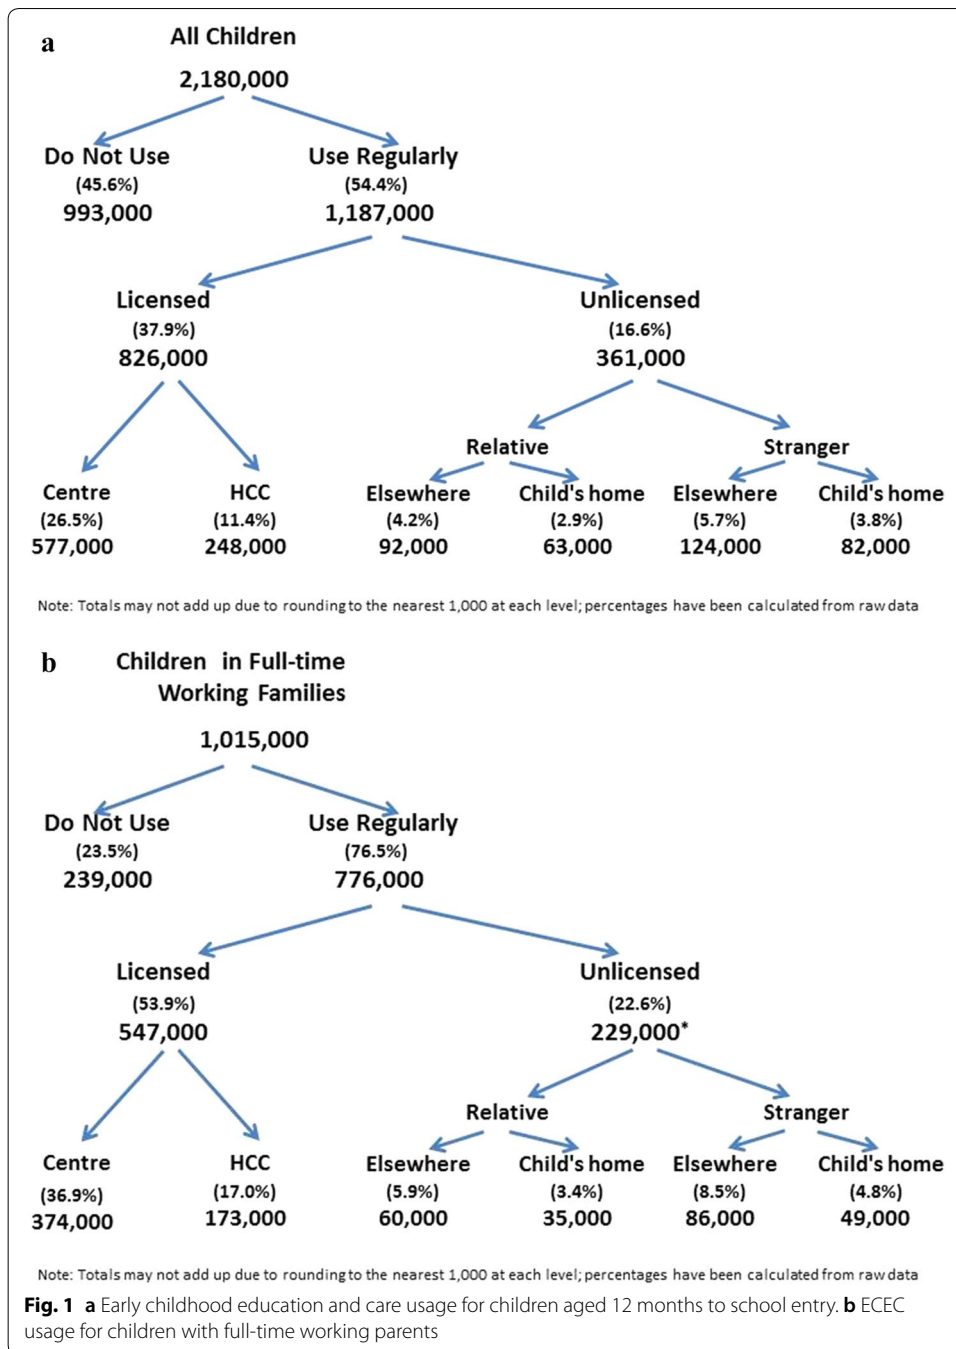 a
All Children
2,180,000
Do Not Use Use Regularly
(45.6%) (54.4%)
993,000 1,187,000
Licensed Unlicensed
(37.9%) (16.6%)
826,000 361,000
Relative Stranger
Centre HCC Elsewhere Child's home Elsewhere Child's home
(26.5%) (11.4%) (4.2%) (2.9%) (5.7%) (3.8%)
577,000 248,000 92,000 63,000 124,000 82,000
Note: Totals may not add up due to rounding to the nearest 1,000 at each level; percentages have been calculated from raw data
b
Children in Full-time
Working Families
1,015,000
Do Not Use Use Regularly
(23.5%) (76.5%)
239,000 776,000
Licensed Unlicensed
(53.9%) (22.6%)
547,000 229,000*
Relative Stranger
Centre HCC Elsewhere Child's home Elsewhere Child's home
(36.9%) (17.0%) (5.9%) (3.4%) (8.5%) (4.8%)
374,000 173,000 60,000 35,000 86,000 49,000
Note: Totals may not add up due to rounding to the nearest 1,000 at each level; percentages have been calculated from raw data
Fig. 1 a Early childhood education and care usage for children aged 12 months to school entry. b ECEC
usage for children with full-time working parents